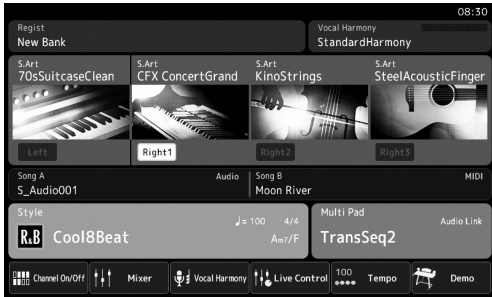 08:30
Regist
New Bank
Vocal Harmony
StandardHarmony
S.Art
70sSuitcaseClean
S.Art
CFX ConcertGrand
S.Art
KinoStrings
S.Art
SteelAcousticFinger
Left
Right1
Right2
Right3
Song A
Audio
S_Audio001
Song B
MIDI
Moon River
Style
♩= 100 4/4
R&B
Cool8Beat
Am7/F
Multi Pad
Audio Link
TransSeq2
Channel On/Off
Mixer
Vocal Harmony
Live Control
100
Tempo
Demo